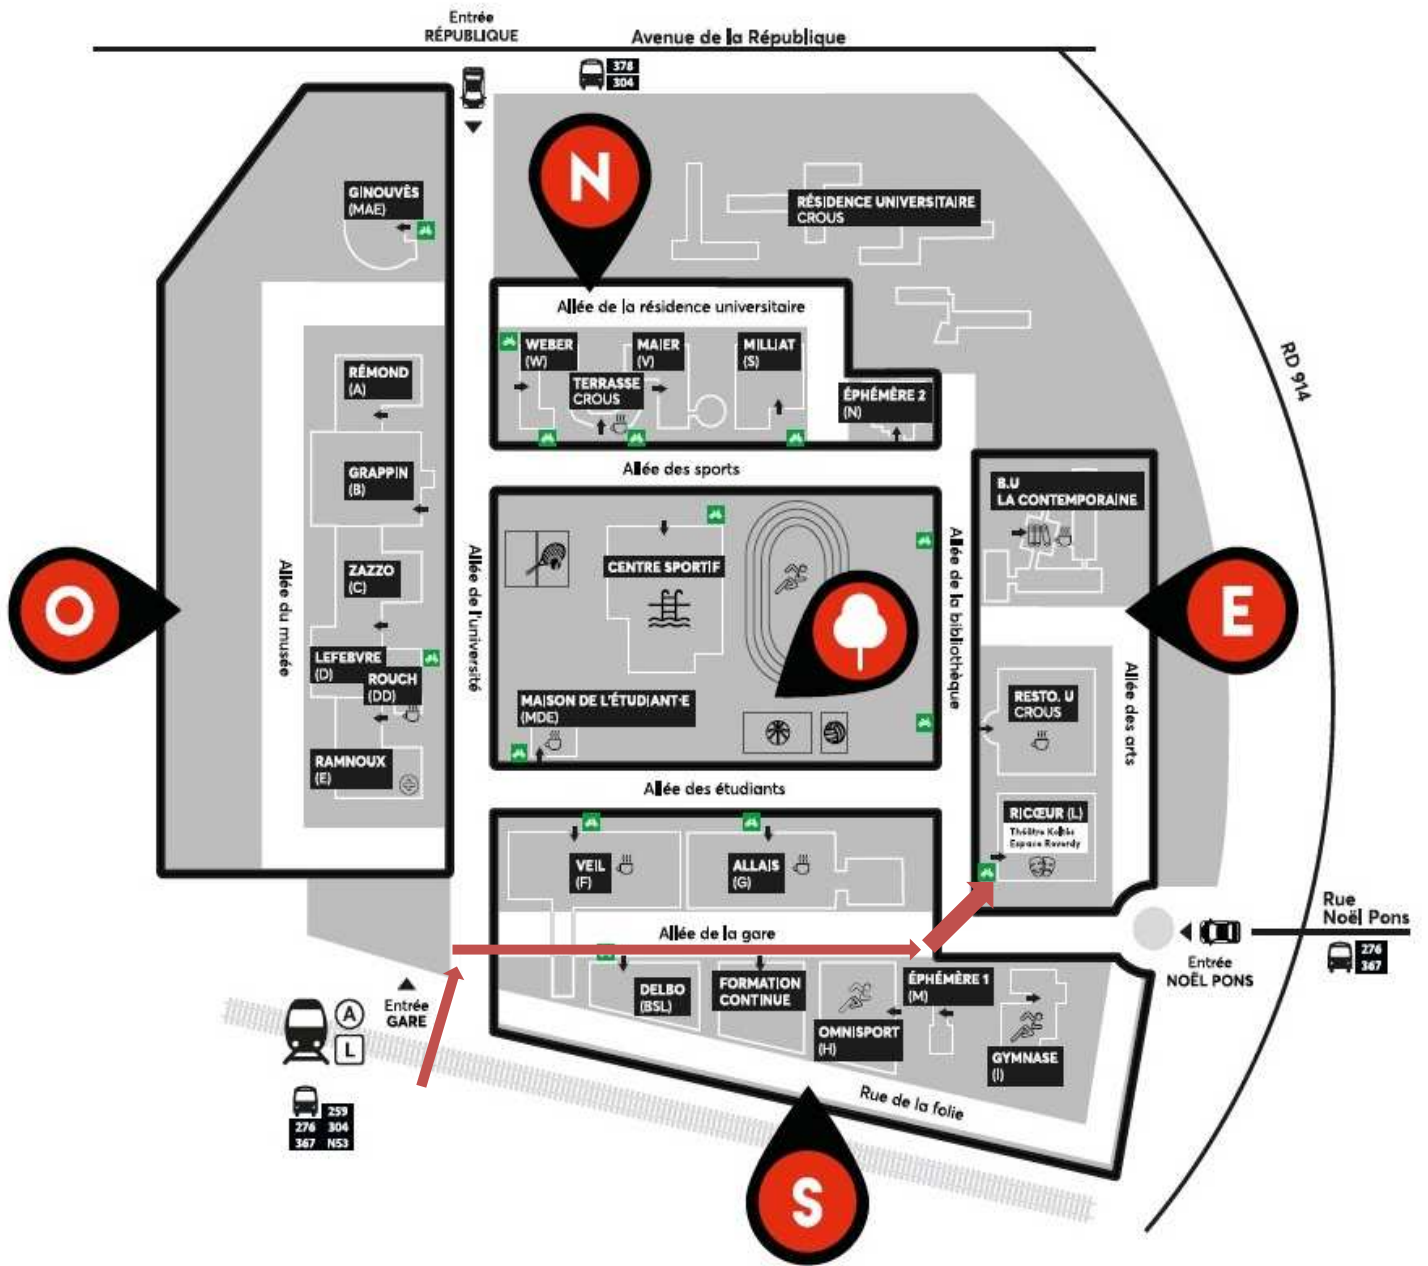 Entrée
RÉPUBLIQUE
Avenue de la République
378
304
N
GINOUVÈS
(MAE)
RÉSIDENCE UNIVERSITAIRE
CROUS
Allée de la résidence universitaire
WEBER
(W)
MAIER
(V)
MILLIAT
(S)
TERRASSE
CROUS
ÉPHÉMÈRE 2
(N)
RD 914
RÉMOND
(A)
GRAPPIN
(B)
Allée des sports
B.U
LA CONTEMPORAINE
O
ZAZZO
(C)
Allée du musée
Allée de l'université
CENTRE SPORTIF
Allée de la bibliothèque
E
LEFEBVRE
(D)
ROUCH
(DD)
MAISON DE L'ÉTUDIANT·E
(MDE)
RESTO. U
CROUS
Allée des arts
RAMNOUX
(E)
Allée des étudiants
RICŒUR (L)
Théâtre Koltès
Espace Reverdy
VEIL
(F)
ALLAIS
(G)
Rue
Noël Pons
276
367
Entrée
NOËL PONS
Allée de la gare
DELBO
(BSL)
FORMATION
CONTINUE
ÉPHÉMÈRE 1
(M)
OMNISPORT
(H)
GYMNASE
(I)
Entrée
GARE
A
L
259
276 304
367 N53
Rue de la folie
S